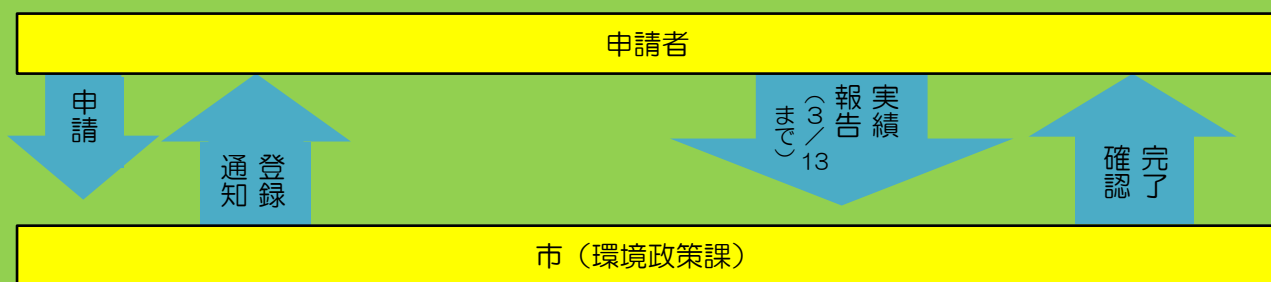 申請者
申請
登録
通知
実績
報告
（３／13
まで）
完了
確認
市（環境政策課）